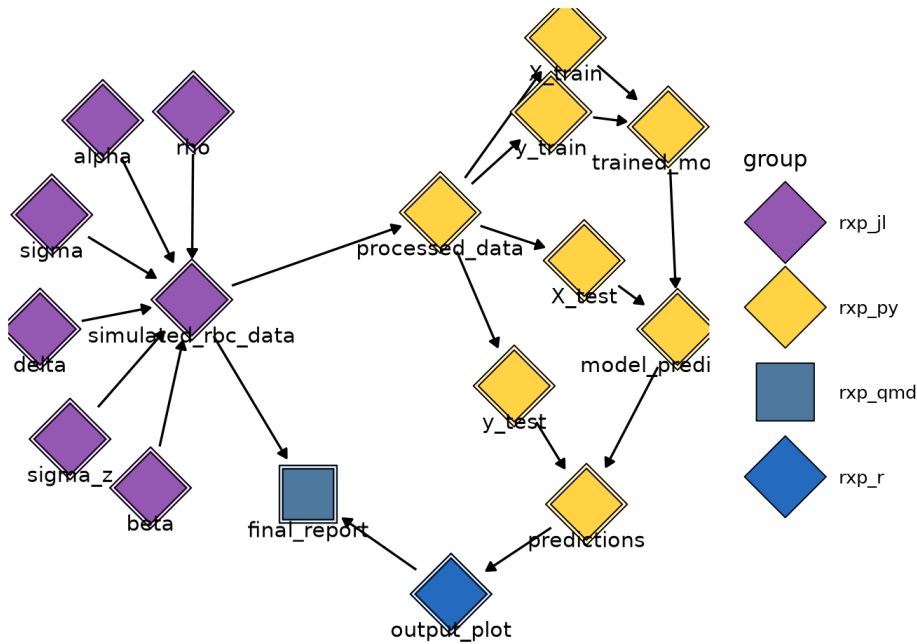 X_train
y_train
alpha
rho
trained_mo
group
rxp_jl
sigma
processed_data
rxp_py
X_test
simulated_rbc_data
delta
model_predi
rxp_qmd
y_test
sigma_z
rxp_r
beta
final_report
predictions
output_plot